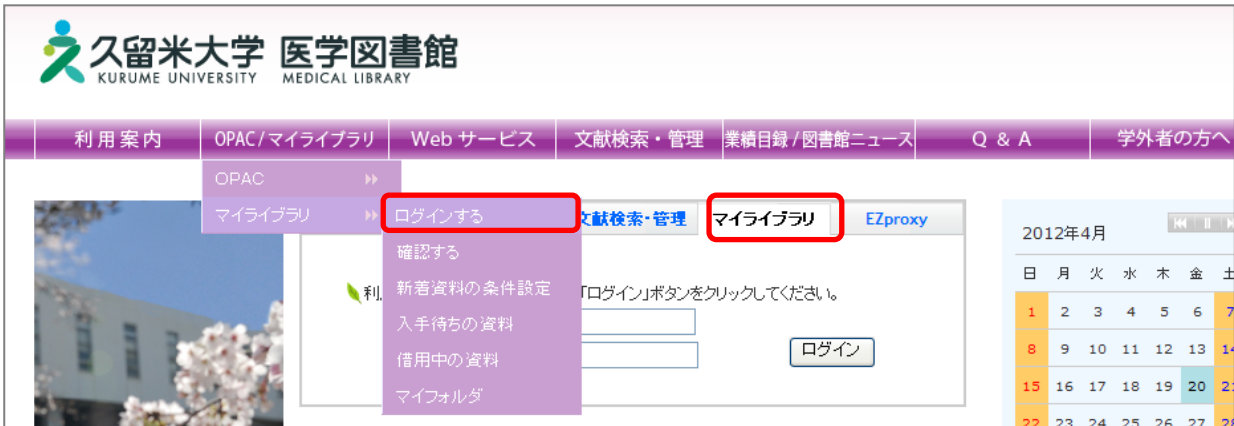 久留米大学 医学図書館
KURUME UNIVERSITY MEDICAL LIBRARY
利用案内 OPAC/マイライブラリ Web サービス 文献検索・管理 業績目録/図書館ニュース Q & A 学外者の方へ
OPAC
マイライブラリ ログインする 文献検索・管理 マイライブラリ EZproxy
確認する
新着資料の条件設定
入手待ちの資料
借用中の資料
マイフォルダ
利 「ログイン」ボタンをクリックしてください。
ログイン
2012年4月
日 月 火 水 木 金 土
1 2 3 4 5 6 7
8 9 10 11 12 13 14
15 16 17 18 19 20 21
22 23 24 25 26 27 28